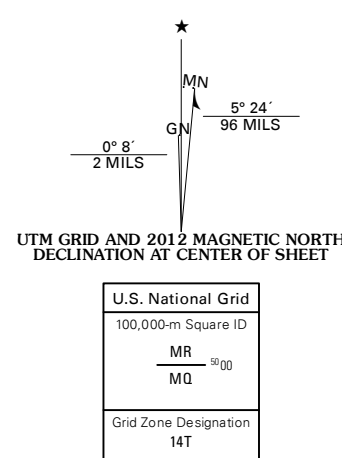 ★
MN
5° 24´
96 MILS
GN
0° 8´
2 MILS
UTM GRID AND 2012 MAGNETIC NORTH
DECLINATION AT CENTER OF SHEET
U.S. National Grid
100,000-m Square ID
MR
5000
MQ
Grid Zone Designation
14T